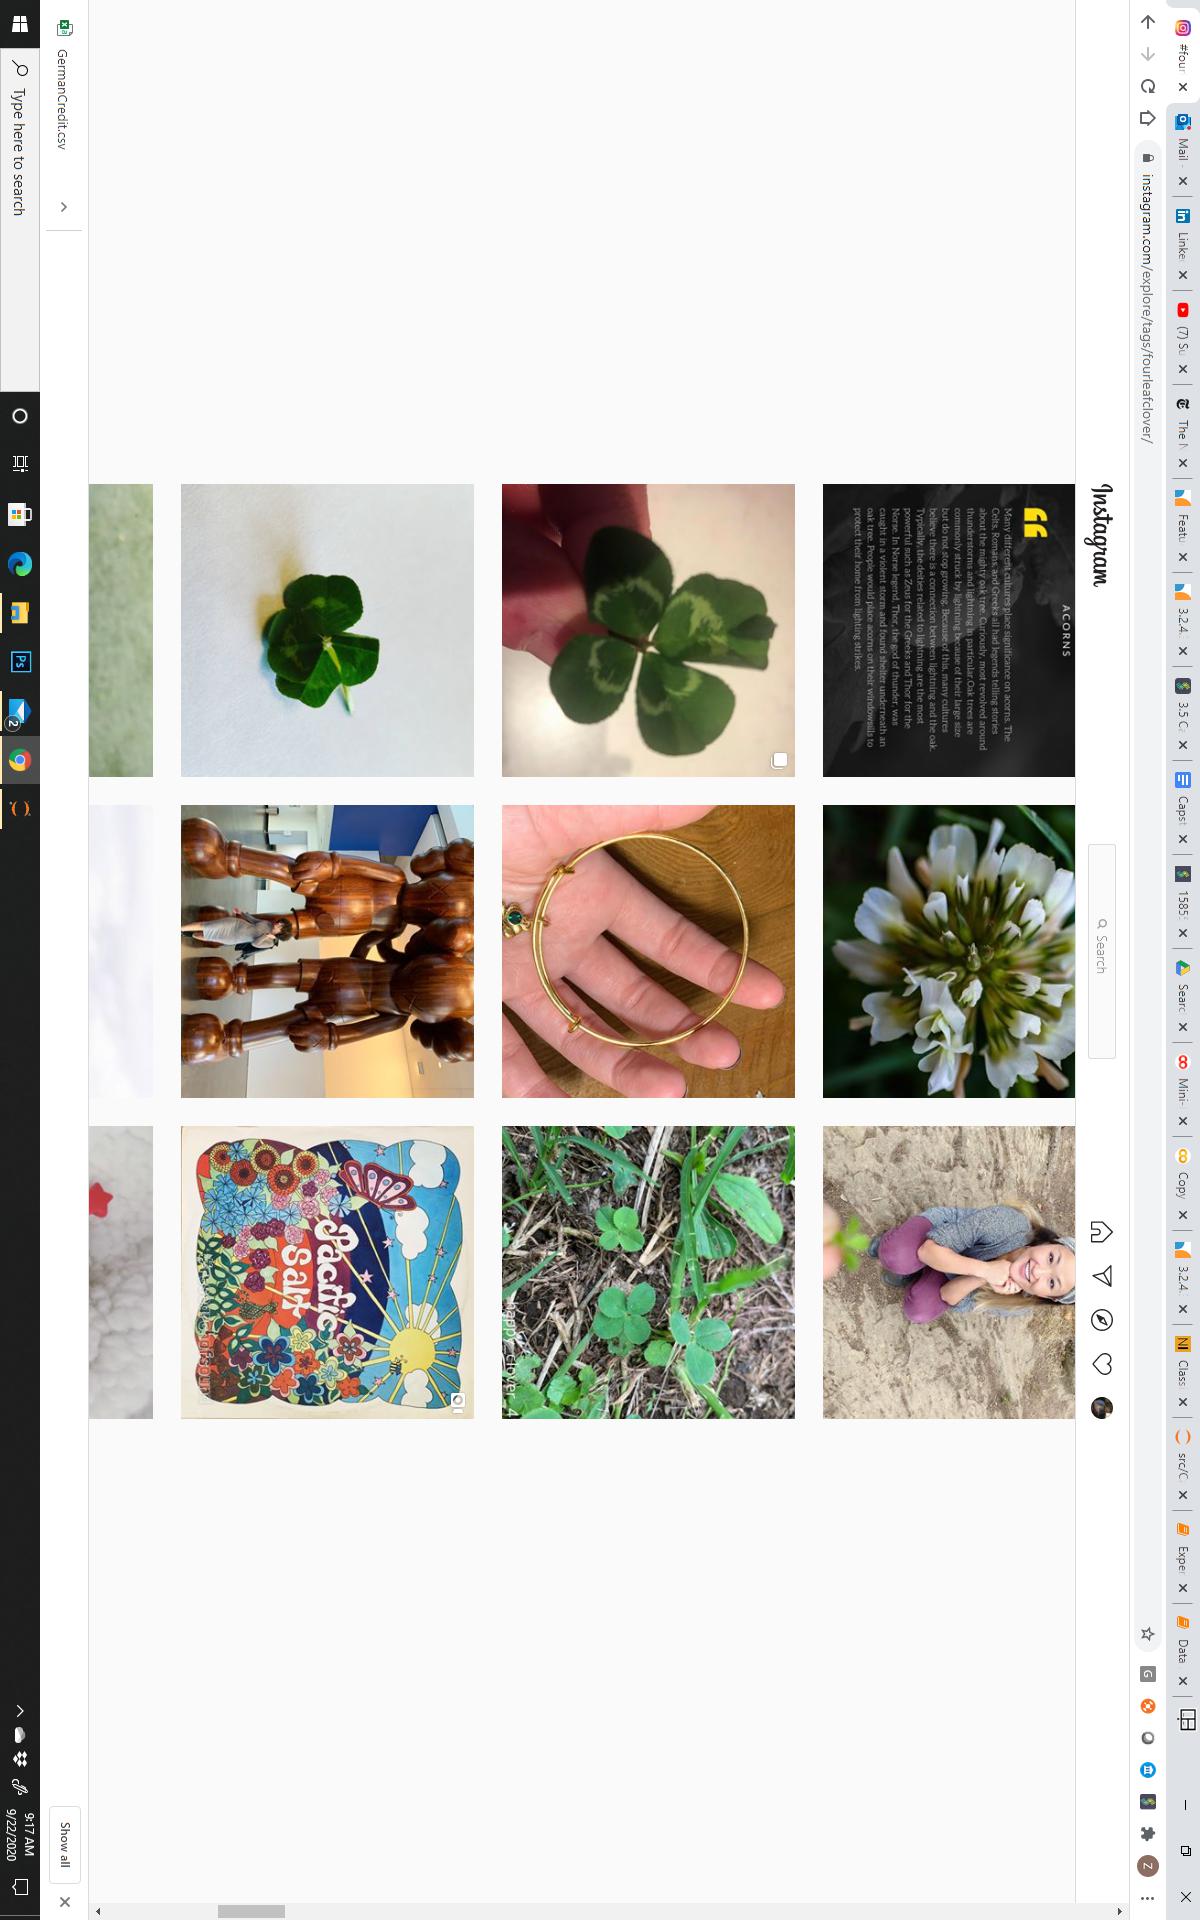 #four
Mail -
Linke
(7) Su
The N
Featu
3.2.4.
3.5 Ca
Capst
1585
Searc
Mini-
Copy
3.2.4.
Class
src/C
Exper
Data
instagram.com/explore/tags/fourleafclover/
G
Z
Instagram
Search
ACORNS
Many different cultures place significance on acorns. The
Celts, Romans, and Greeks all had legends telling stories
about the mighty oak tree. Curiously, most revolved around
thunderstorms and lightning in particular. Oak trees are
commonly struck by lightning because of their large size
but do not stop growing. Because of this, many cultures
believe there is a connection between lightning and the oak.
Typically, the deities related to lightning are the most
powerful such as Zeus for the Greeks and Thor for the
Norse. In Norse legend, Thor, the god of thunder, was
caught in a violent storm and found shelter underneath an
oak tree. People would place acorns on their windowsills to
protect their home from lighting strikes.
Pacific
Salt
GermanCredit.csv
Show all
Type here to search
Ps
2
9:17 AM
9/22/2020